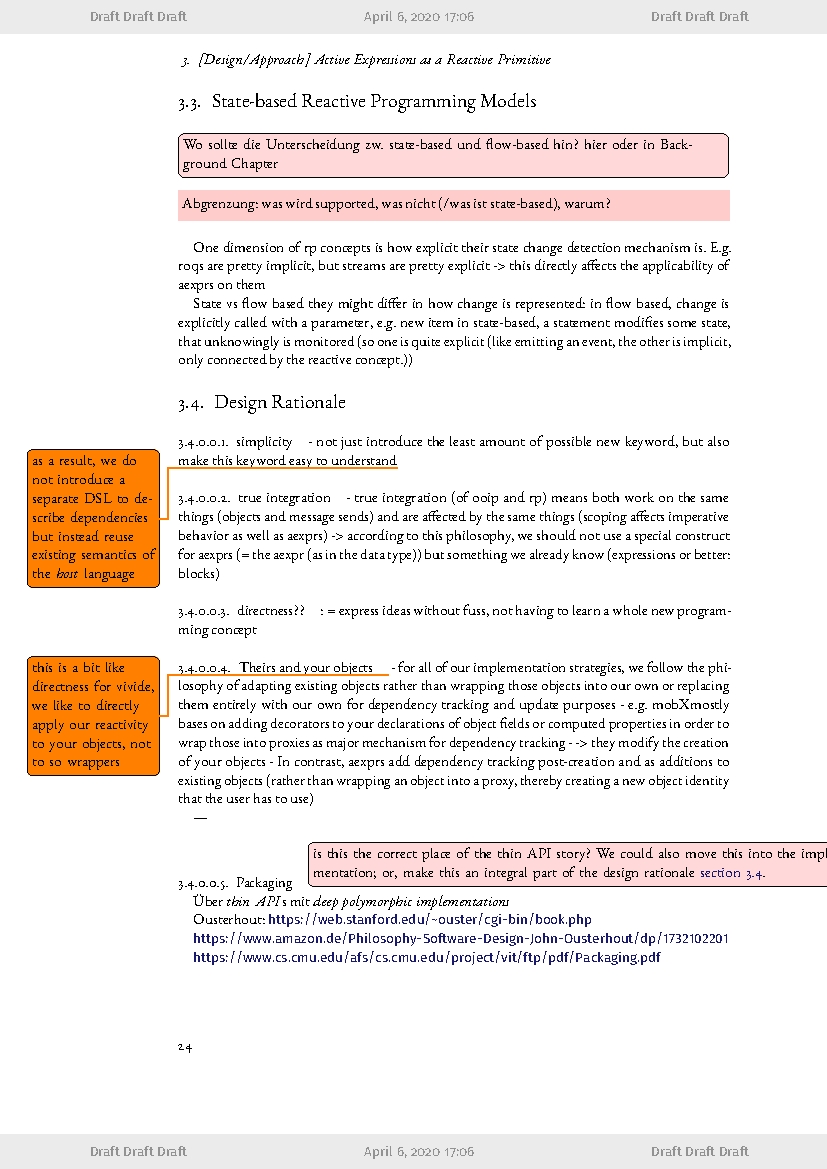 Draft Draft Draft April 6, 2020 17:06 Draft Draft Draft
3. [Design/Approach] Active Expressions as a Reactive Primitive
3.3. State-based Reactive Programming Models
Wo sollte die Unterscheidung zw. state-based und flow-based hin? hier oder in Back-
ground Chapter
Abgrenzung: was wird supported, was nicht (/was ist state-based), warum?
One dimension of rp concepts is how explicit their state change detection mechanism is. E.g.
roqs are pretty implicit, but streams are pretty explicit -> this directly affects the applicability of
aexprs on them
State vs flow based they might differ in how change is represented: in flow based, change is
explicitly called with a parameter, e.g. new item in state-based, a statement modifies some state,
that unknowingly is monitored (so one is quite explicit (like emitting an event, the other is implicit,
only connected by the reactive concept.))
3.4. Design Rationale
3.4.0.0.1. simplicity - not just introduce the least amount of possible new keyword, but also
make this keyword easy to understand
as a result, we do
not introduce a
separate DSL to de-
scribe dependencies
but instead reuse
existing semantics of
the host language
3.4.0.0.2. true integration - true integration (of ooip and rp) means both work on the same
things (objects and message sends) and are affected by the same things (scoping affects imperative
behavior as well as aexprs) -> according to this philosophy, we should not use a special construct
for aexprs (= the aexpr (as in the data type)) but something we already know (expressions or better:
blocks)
3.4.0.0.3. directness?? : = express ideas without fuss, not having to learn a whole new program-
ming concept
this is a bit like
directness for vivide,
we like to directly
apply our reactivity
to your objects, not
to so wrappers
3.4.0.0.4. Theirs and your objects - for all of our implementation strategies, we follow the phi-
losophy of adapting existing objects rather than wrapping those objects into our own or replacing
them entirely with our own for dependency tracking and update purposes - e.g. mobXmostly
bases on adding decorators to your declarations of object fields or computed properties in order to
wrap those into proxies as major mechanism for dependency tracking - -> they modify the creation
of your objects - In contrast, aexprs add dependency tracking post-creation and as additions to
existing objects (rather than wrapping an object into a proxy, thereby creating a new object identity
that the user has to use)
—
is this the correct place of the thin API story? We could also move this into the impl
mentation; or, make this an integral part of the design rationale section 3.4.
3.4.0.0.5. Packaging
Über thin APIs mit deep polymorphic implementations
Ousterhout: https://web.stanford.edu/~ouster/cgi-bin/book.php
https://www.amazon.de/Philosophy-Software-Design-John-Ousterhout/dp/1732102201
https://www.cs.cmu.edu/afs/cs.cmu.edu/project/vit/ftp/pdf/Packaging.pdf
24
Draft Draft Draft April 6, 2020 17:06 Draft Draft Draft